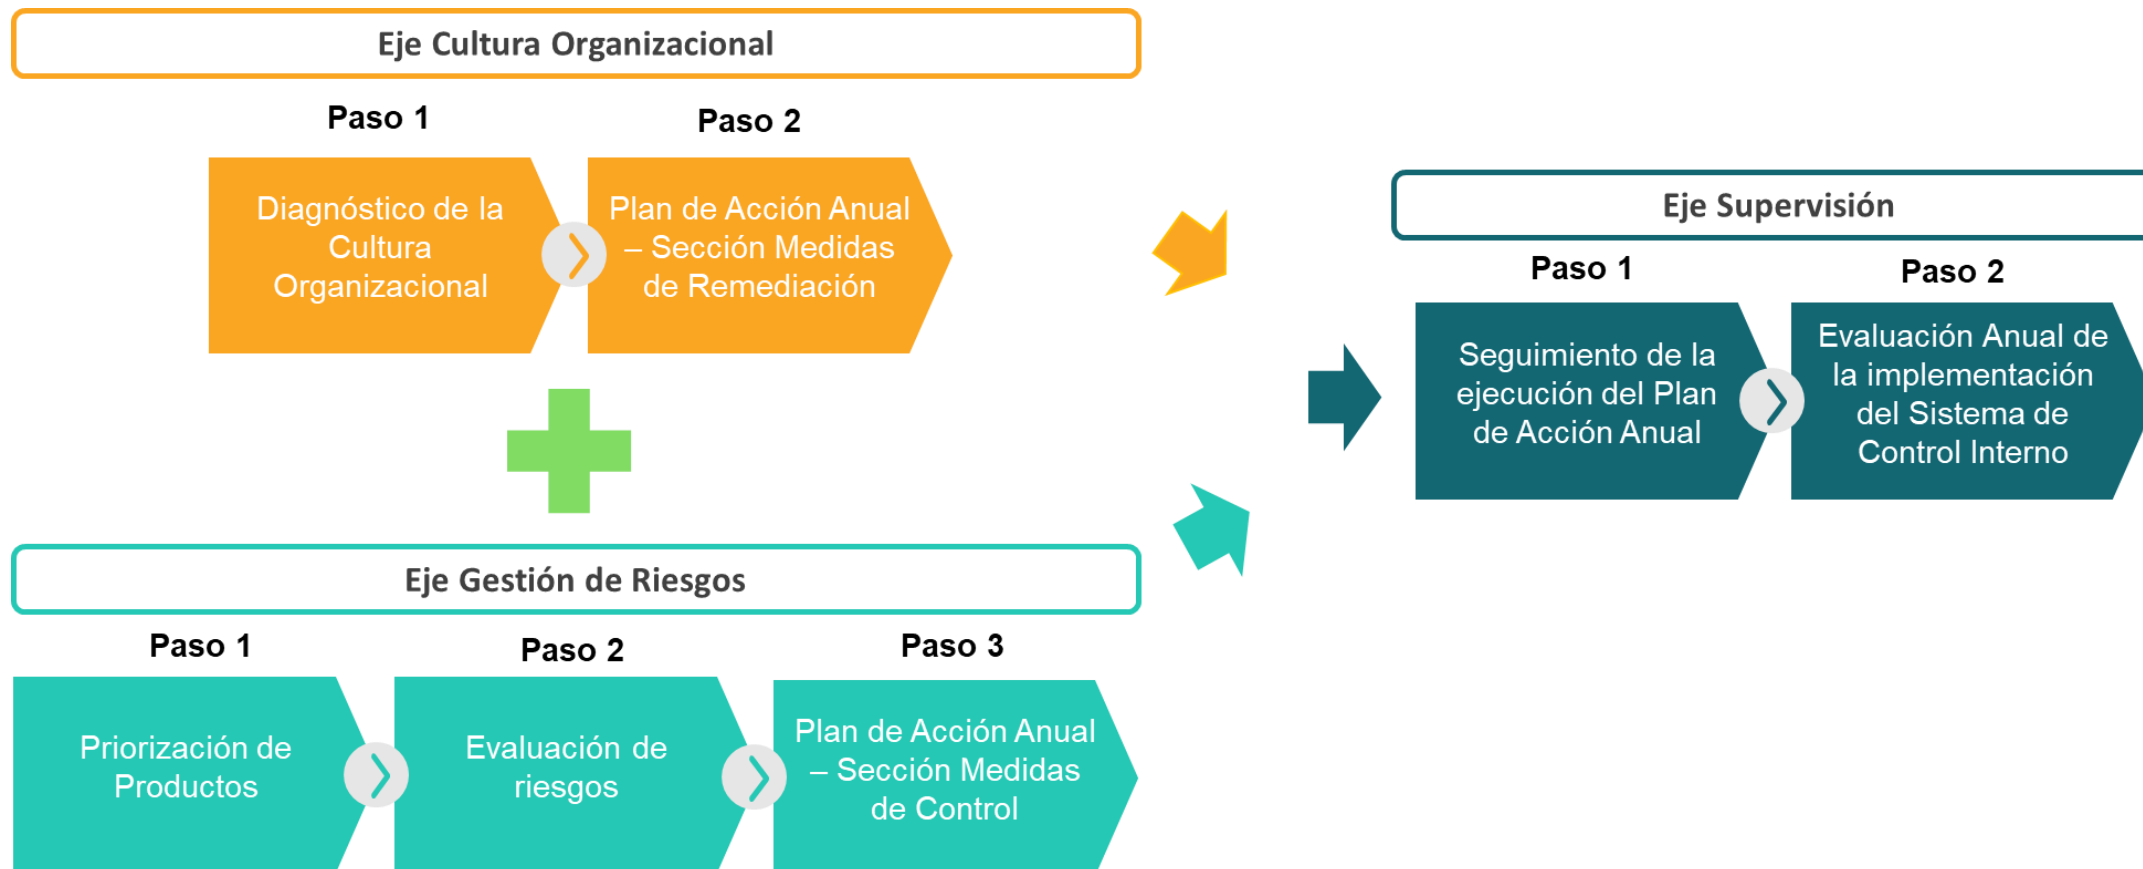 Eje Cultura Organizacional
Paso 1
Paso 2
Diagnóstico de la
Cultura
Organizacional
Plan de Acción Anual
– Sección Medidas
de Remediación
Eje Gestión de Riesgos
Paso 1
Paso 2
Paso 3
Priorización de
Productos
Evaluación de
riesgos
Plan de Acción Anual
– Sección Medidas
de Control
Eje Supervisión
Paso 1
Paso 2
Seguimiento de la
ejecución del Plan
de Acción Anual
Evaluación Anual de
la implementación
del Sistema de
Control Interno